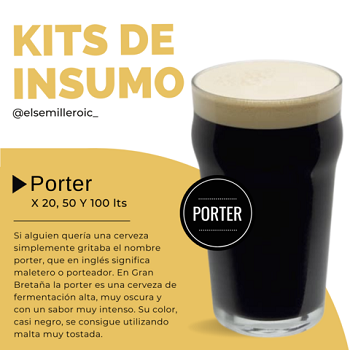 KITS DE
INSUMO
@elsemilleroic_
Porter
X 20, 50 Y 100 lts
PORTER
Si alguien quería una cerveza
simplemente gritaba el nombre
porter, que en inglés significa
maletero o porteador. En Gran
Bretaña la porter es una cerveza de
fermentación alta, muy oscura y
con un sabor muy intenso. Su color,
casi negro, se consigue utilizando
malta muy tostada.